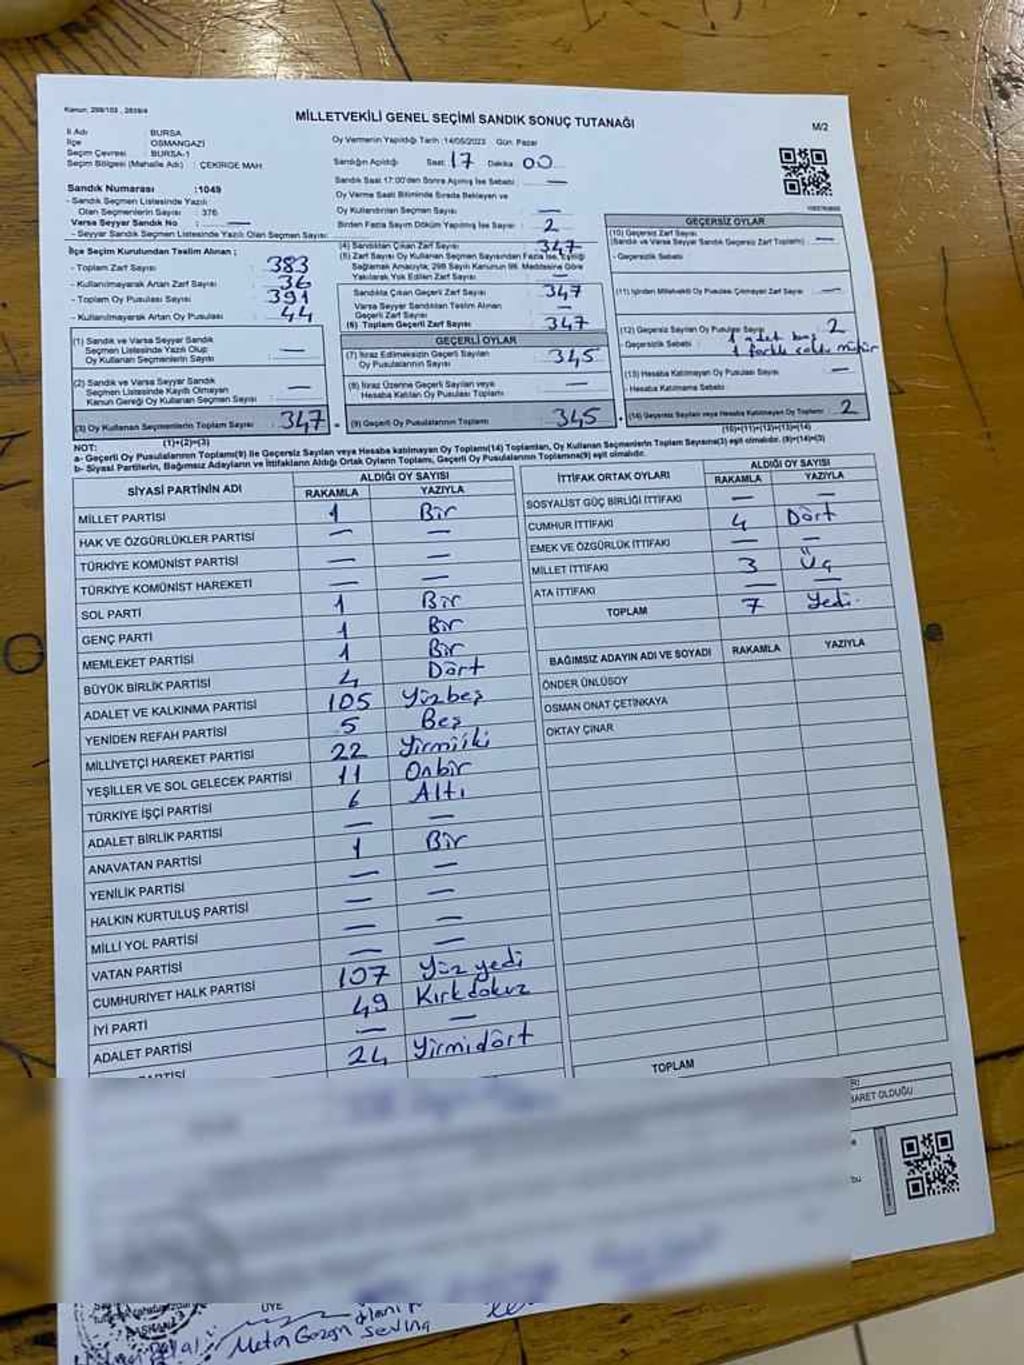 Kanun: 298/103 , 2839/4
MİLLETVEKİLİ GENEL SEÇİMİ SANDIK SONUÇ TUTANAĞI
M/2
İl Adı : BURSA
İlçe : OSMANGAZİ
Seçim Çevresi : BURSA-1
Seçim Bölgesi (Mahalle Adı) : ÇEKİRGE MAH.
Oy Vermenin Yapıldığı Tarih :14/05/2023 Gün: Pazar
Sandığın Açıldığı Saat: 17 Dakika 00
Sandık Saat 17:00'den Sonra Açılmış İse Sebebi : —
Oy Verme Saati Bitiminde Sırada Bekleyen ve
Oy Kullandırılan Seçmen Sayısı : —
Birden Fazla Sayım Döküm Yapılmış İse Sayısı : 2
Sandık Numarası :1049
- Sandık Seçmen Listesinde Yazılı
Olan Seçmenlerin Sayısı : 376
Varsa Seyyar Sandık No : —
- Seyyar Sandık Seçmen Listesinde Yazılı Olan Seçmen Sayısı:
İlçe Seçim Kurulundan Teslim Alınan ;
- Toplam Zarf Sayısı : 383
- Kullanılmayarak Artan Zarf Sayısı : 36
- Toplam Oy Pusulası Sayısı : 391
- Kullanılmayarak Artan Oy Pusulası : 44
(1) Sandık ve Varsa Seyyar Sandık
Seçmen Listesinde Yazılı Olup
Oy Kullanan Seçmenlerin Sayısı : —
(2) Sandık ve Varsa Seyyar Sandık
Seçmen Listesinde Kayıtlı Olmayan
Kanun Gereği Oy Kullanan Seçmen Sayısı : —
(3) Oy Kullanan Seçmenlerin Toplam Sayısı : 347
(1)+(2)=(3)
(4) Sandıktan Çıkan Zarf Sayısı : 347
(5) Zarf Sayısı Oy Kullanan Seçmen Sayısından Fazla İse, Eşitliği
Sağlamak Amacıyla, 298 Sayılı Kanunun 98. Maddesine Göre
Yakılarak Yok Edilen Zarf Sayısı : —
Sandıkta Çıkan Geçerli Zarf Sayısı : 347
Varsa Seyyar Sandıktan Teslim Alınan
Geçerli Zarf Sayısı : —
(6) Toplam Geçerli Zarf Sayısı : 347
GEÇERLİ OYLAR
(7) İtiraz Edilmeksizin Geçerli Sayılan
Oy Pusulalarının Sayısı : 345
(8) İtiraz Üzerine Geçerli Sayılan veya
Hesaba Katılan Oy Pusulası Toplamı : —
(9) Geçerli Oy Pusulalarının Toplamı : 345
GEÇERSİZ OYLAR
(10) Geçersiz Zarf Sayısı
(Sandık ve Varsa Seyyar Sandık Geçersiz Zarf Toplamı) : —
- Geçersizlik Sebebi :
(11) İçinden Milletvekili Oy Pusulası Çıkmayan Zarf Sayısı : —
(12) Geçersiz Sayılan Oy Pusulası Sayısı : 2
- Geçersizlik Sebebi : 1 adet boş
1 fazla mühür
(13) Hesaba Katılmayan Oy Pusulası Sayısı : —
- Hesaba Katılmama Sebebi :
(14) Geçersiz Sayılan veya Hesaba Katılmayan Oy Toplamı : 2
(10)+(11)+(12)+(13)=(14)
NOT:
a- Geçerli Oy Pusulalarının Toplamı(9) ile Geçersiz Sayılan veya Hesaba katılmayan Oy Toplamı(14) Toplamları, Oy Kullanan Seçmenlerin Toplam Sayısına(3) eşit olmalıdır. (9)+(14)=(3)
b- Siyasi Partilerin, Bağımsız Adayların ve İttifakların Aldığı Ortak Oyların Toplamı, Geçerli Oy Pusulalarının Toplamına(9) eşit olmalıdır.
SİYASİ PARTİNİN ADI ALDIĞI OY SAYISI
RAKAMLA YAZIYLA
MİLLET PARTİSİ 1 Bir
HAK VE ÖZGÜRLÜKLER PARTİSİ — —
TÜRKİYE KOMÜNİST PARTİSİ — —
TÜRKİYE KOMÜNİST HAREKETİ — —
SOL PARTİ 1 Bir
GENÇ PARTİ 1 Bir
MEMLEKET PARTİSİ 1 Bir
BÜYÜK BİRLİK PARTİSİ 4 Dört
ADALET VE KALKINMA PARTİSİ 105 Yüzbeş
YENİDEN REFAH PARTİSİ 5 Beş
MİLLİYETÇİ HAREKET PARTİSİ 22 Yirmiiki
YEŞİLLER VE SOL GELECEK PARTİSİ 11 Onbir
TÜRKİYE İŞÇİ PARTİSİ 6 Altı
ADALET BİRLİK PARTİSİ — —
ANAVATAN PARTİSİ 1 Bir
YENİLİK PARTİSİ — —
HALKIN KURTULUŞ PARTİSİ — —
MİLLİ YOL PARTİSİ — —
VATAN PARTİSİ — —
CUMHURİYET HALK PARTİSİ 107 Yüz yedi
İYİ PARTİ 49 Kırkdokuz
ADALET PARTİSİ — —
24 Yirmidört
İTTİFAK ORTAK OYLARI ALDIĞI OY SAYISI
RAKAMLA YAZIYLA
SOSYALİST GÜÇ BİRLİĞİ İTTİFAKI — —
CUMHUR İTTİFAKI 4 Dört
EMEK VE ÖZGÜRLÜK İTTİFAKI — —
MİLLET İTTİFAKI 3 Üç
ATA İTTİFAKI — —
TOPLAM 7 Yedi
BAĞIMSIZ ADAYIN ADI VE SOYADI RAKAMLA YAZIYLA
ÖNDER ÜNLÜSOY
OSMAN ONAT ÇETİNKAYA
OKTAY ÇINAR
TOPLAM
OLDUĞU
ÜYE
Metin